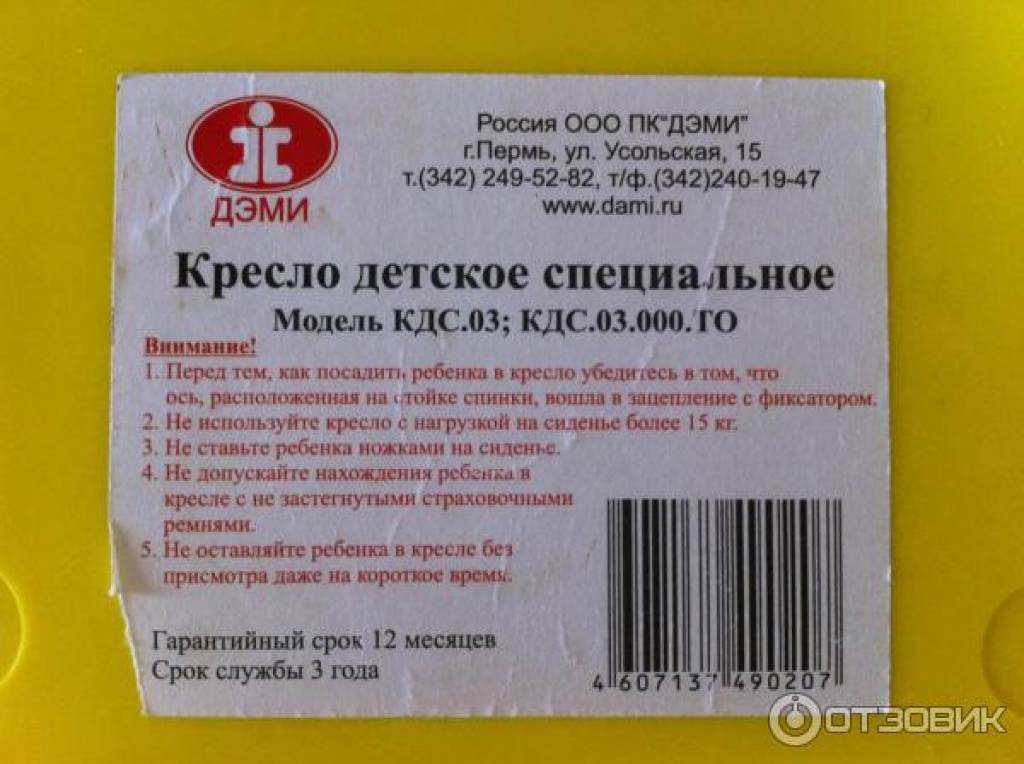 ДЭМИ
Россия ООО ПК"ДЭМИ"
г.Пермь, ул. Усольская, 15
т.(342) 249-52-82, т/ф.(342)240-19-47
www.dami.ru
Кресло детское специальное
Модель КДС.03; КДС.03.000.ТО
Внимание!
1. Перед тем, как посадить ребенка в кресло убедитесь в том, что
ось, расположенная на стойке спинки, вошла в зацепление с фиксатором.
2. Не используйте кресло с нагрузкой на сиденье более 15 кг.
3. Не ставьте ребенка ножками на сиденье.
4. Не допускайте нахождения ребенка в
кресле с не застегнутыми страховочными
ремнями.
5. Не оставляйте ребенка в кресле без
присмотра даже на короткое время.
Гарантийный срок 12 месяцев
Срок службы 3 года
4 607137 490207
ОТЗОВИК